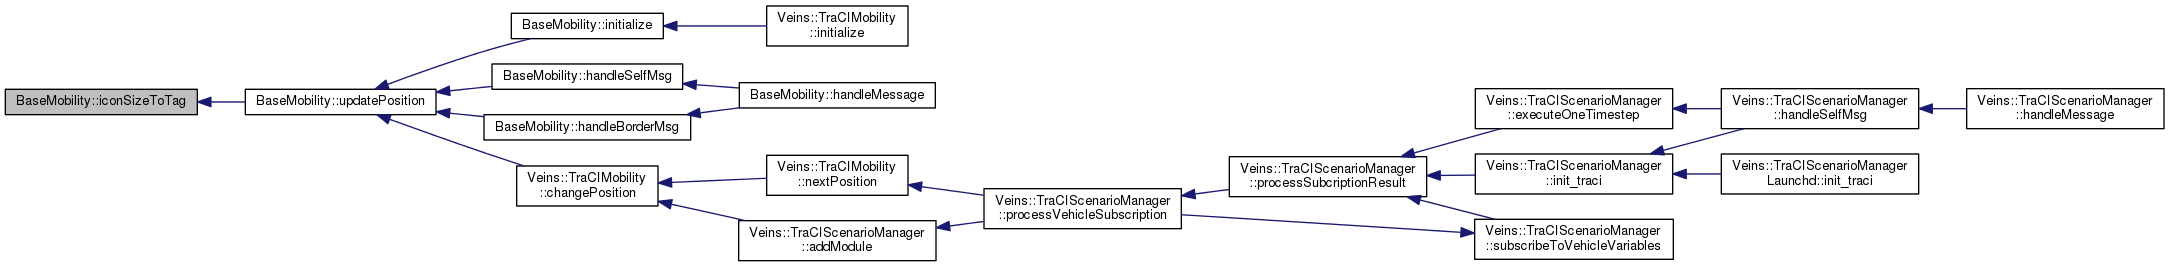 BaseMobility::iconSizeToTag
BaseMobility::updatePosition
BaseMobility::initialize
Veins::TraCIMobility
::initialize
BaseMobility::handleSelfMsg
BaseMobility::handleMessage
BaseMobility::handleBorderMsg
Veins::TraCIMobility
::changePosition
Veins::TraCIMobility
::nextPosition
Veins::TraCIScenarioManager
::processVehicleSubscription
Veins::TraCIScenarioManager
::addModule
Veins::TraCIScenarioManager
::processSubcriptionResult
Veins::TraCIScenarioManager
::executeOneTimestep
Veins::TraCIScenarioManager
::handleSelfMsg
Veins::TraCIScenarioManager
::handleMessage
Veins::TraCIScenarioManager
::init_traci
Veins::TraCIScenarioManager
Launchd::init_traci
Veins::TraCIScenarioManager
::subscribeToVehicleVariables